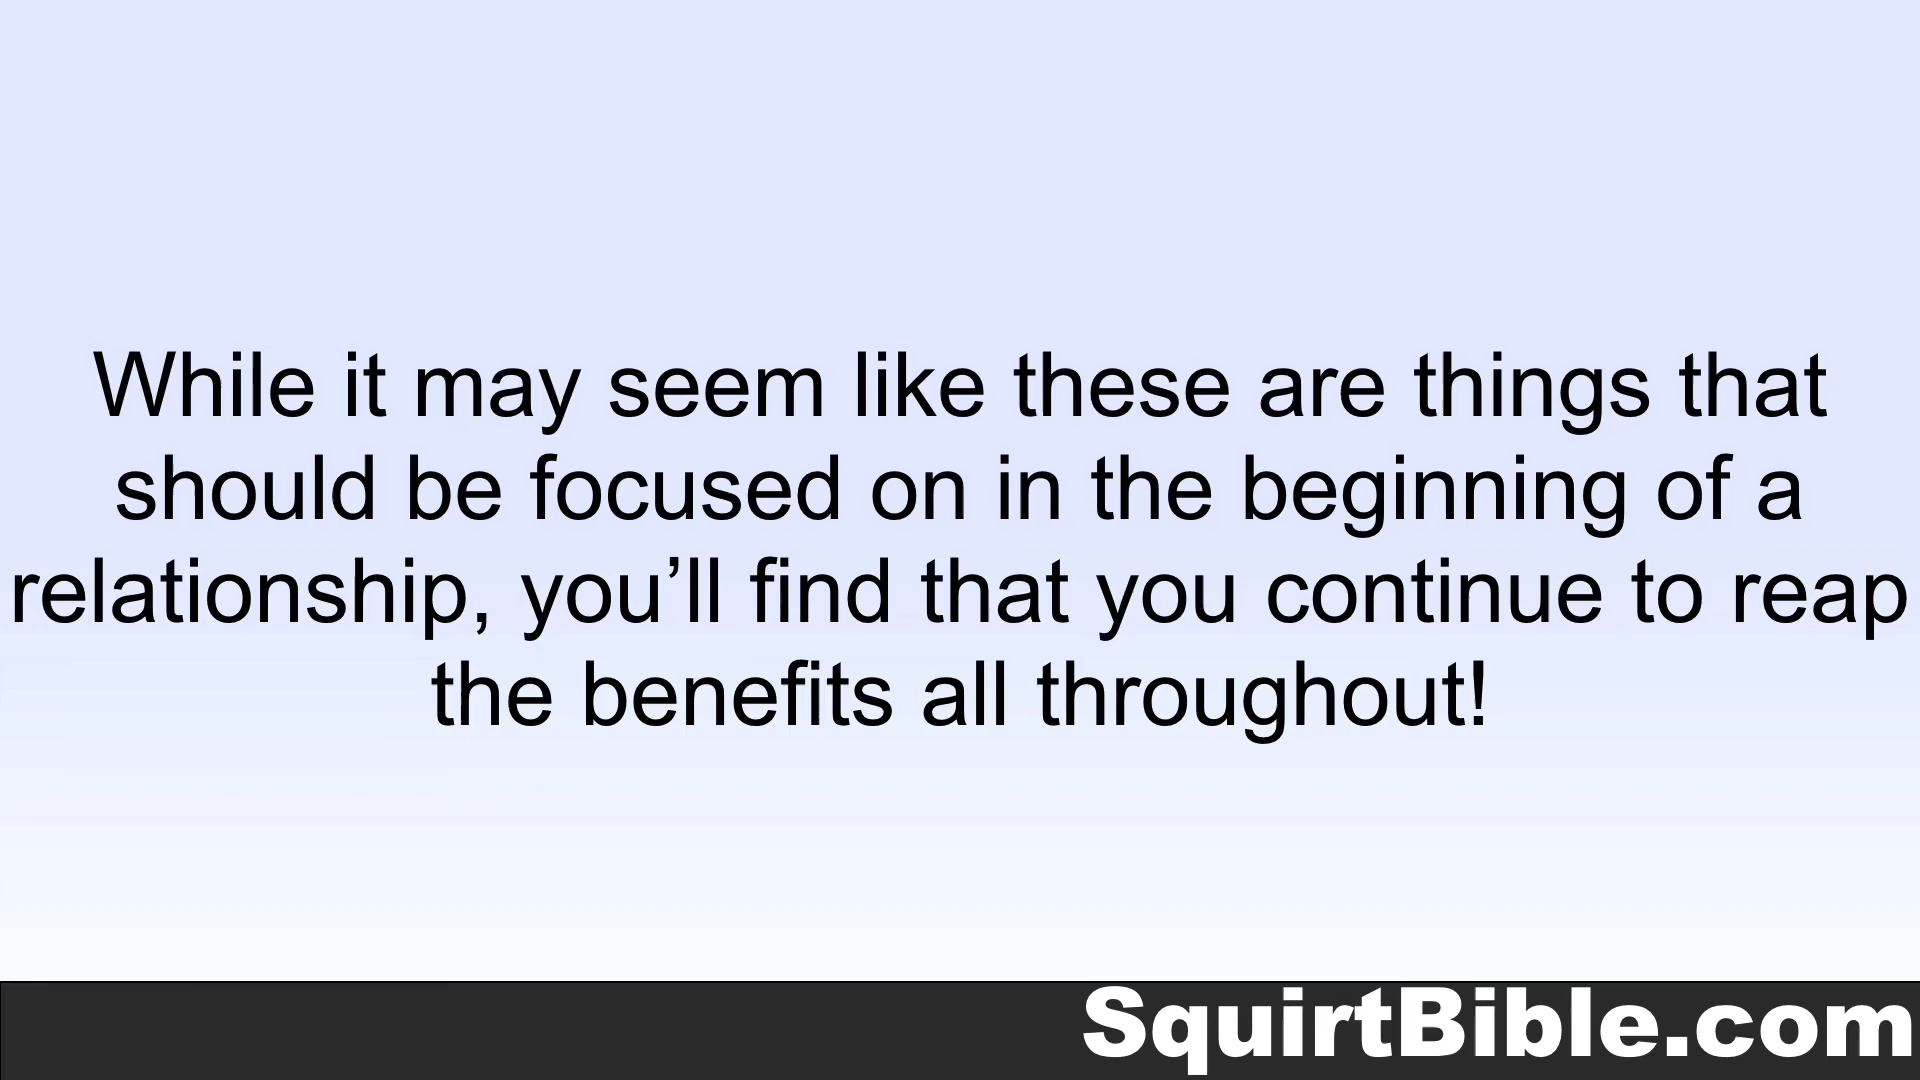 While it may seem like these are things that
should be focused on in the beginning of a
relationship, you’ll find that you continue to reap
the benefits all throughout!
SquirtBible.com